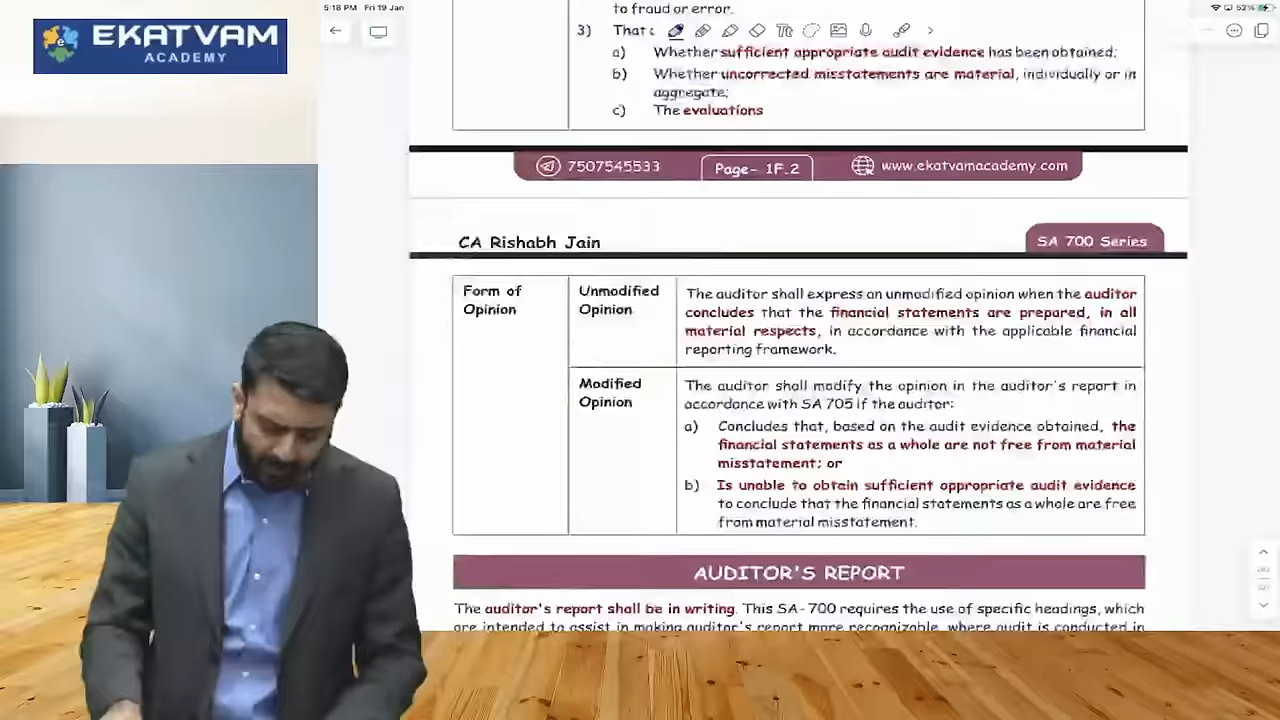 5:18 PM Fri 19 Jan
52%
EKATVAM
ACADEMY
to fraud or error.
3) That
a) Whether sufficient appropriate audit evidence has been obtained;
b) Whether uncorrected misstatements are material, individually or in
aggregate;
c) The evaluations
7507545533
Page- 1F.2
www.ekatvamacademy.com
CA Rishabh Jain
SA 700 Series
Form of
Opinion
Unmodified
Opinion
The auditor shall express an unmodified opinion when the auditor
concludes that the financial statements are prepared, in all
material respects, in accordance with the applicable financial
reporting framework.
Modified
Opinion
The auditor shall modify the opinion in the auditor's report in
accordance with SA 705 if the auditor:
a) Concludes that, based on the audit evidence obtained, the
financial statements as a whole are not free from material
misstatement; or
b) Is unable to obtain sufficient appropriate audit evidence
to conclude that the financial statements as a whole are free
from material misstatement.
AUDITOR'S REPORT
The auditor's report shall be in writing. This SA-700 requires the use of specific headings, which
are intended to assist in making auditor's report more recognizable, where audit is conducted in